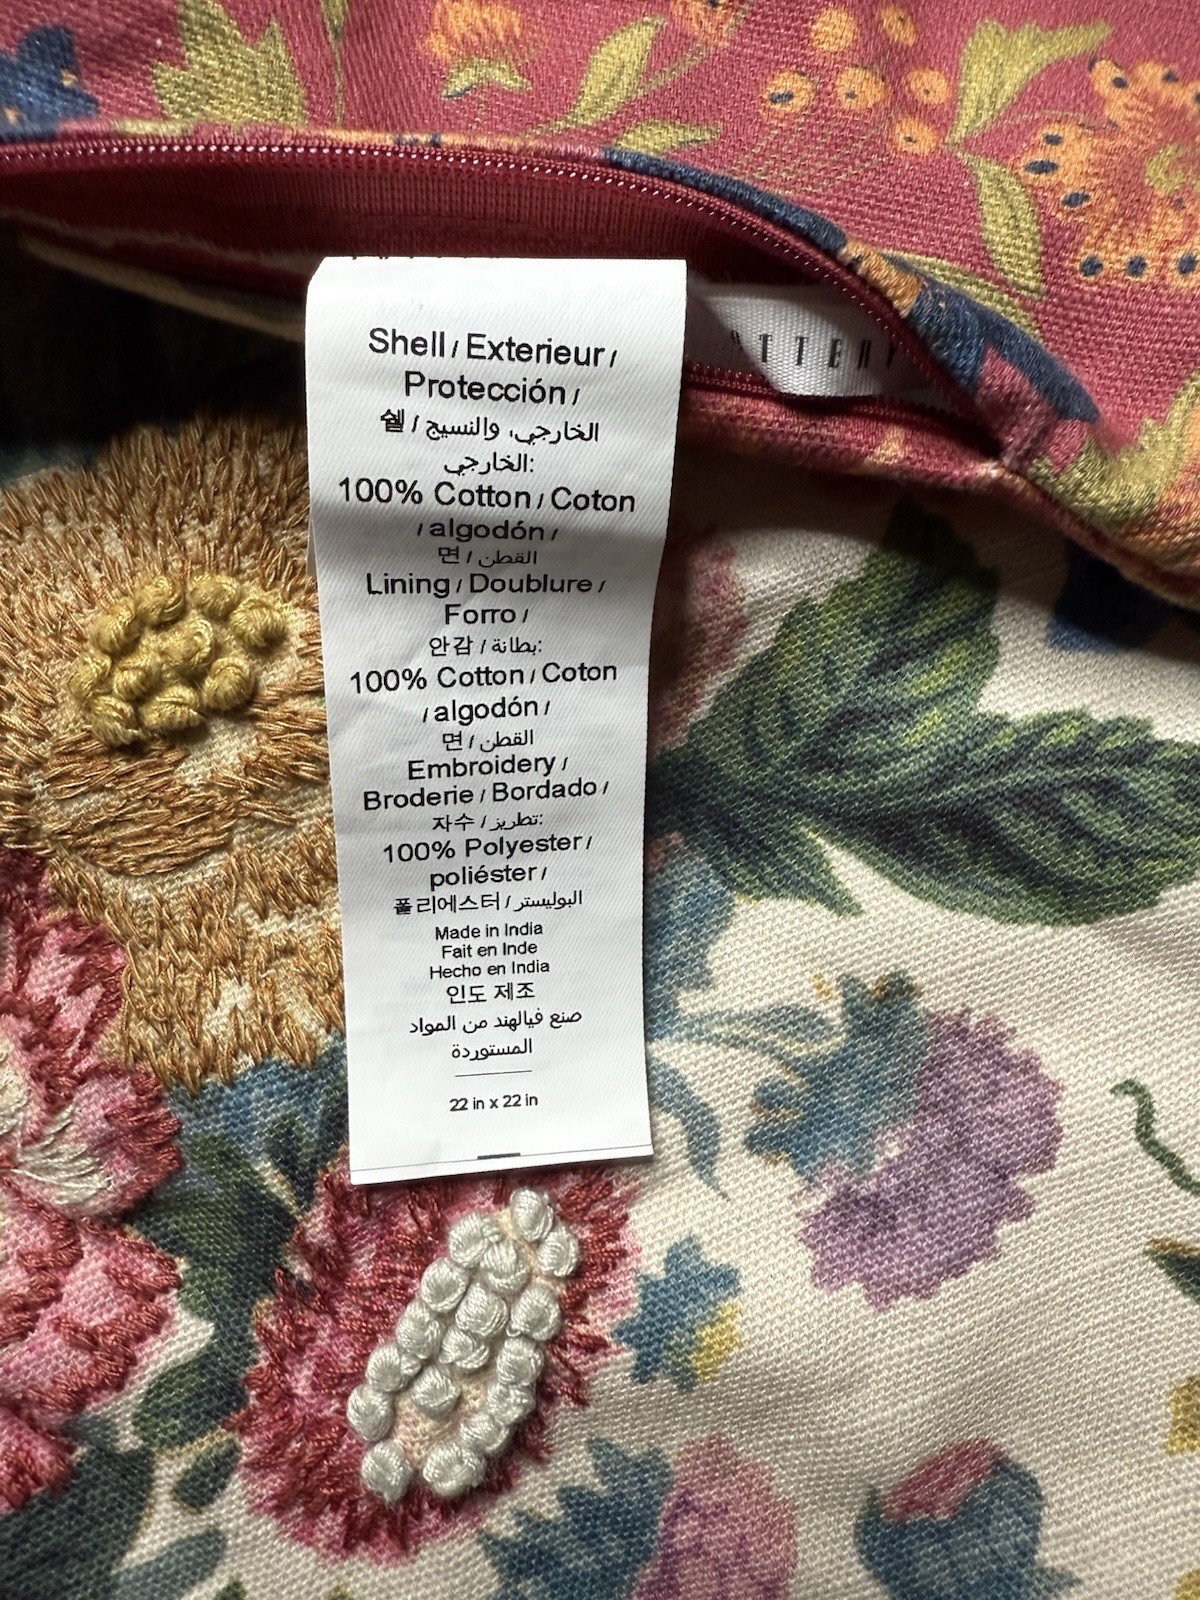 Shell / Exterieur /
Protección /
쉘 / الخارجي، والنسيج
الخارجي:
100% Cotton / Coton
/ algodón /
면 / القطن
Lining / Doublure /
Forro /
안감 / بطانة:
100% Cotton / Coton
/ algodón /
면 / القطن
Embroidery /
Broderie / Bordado /
자수 / تطريز:
100% Polyester /
poliéster /
폴리에스터 / البوليستر
Made in India
Fait en Inde
Hecho en India
인도 제조
صنع فيالهند من المواد
المستوردة
22 in x 22 in